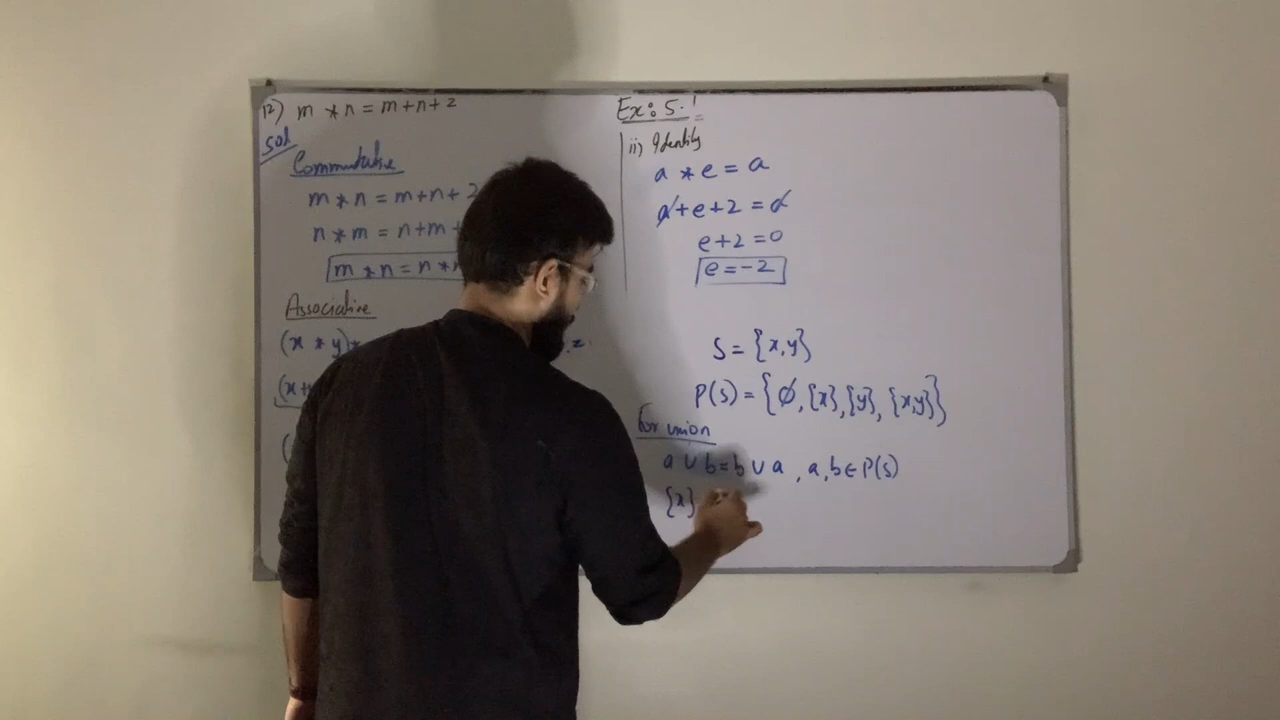 12) m * n = m+n+2
Sol
Commutative
m * n = m+n+2
n * m = n+m+
m * n = n *
Associative
(x * y)*
(x+
(
z
Ex: 5.1
ii) Identity
a * e = a
a+e+2 = a
e+2 =0
e = -2
S = {x,y}
P(S) = {∅, {x}, {y}, {x,y}}
For union
a ∪ b = b ∪ a , a,b ∈ P(S)
{x}